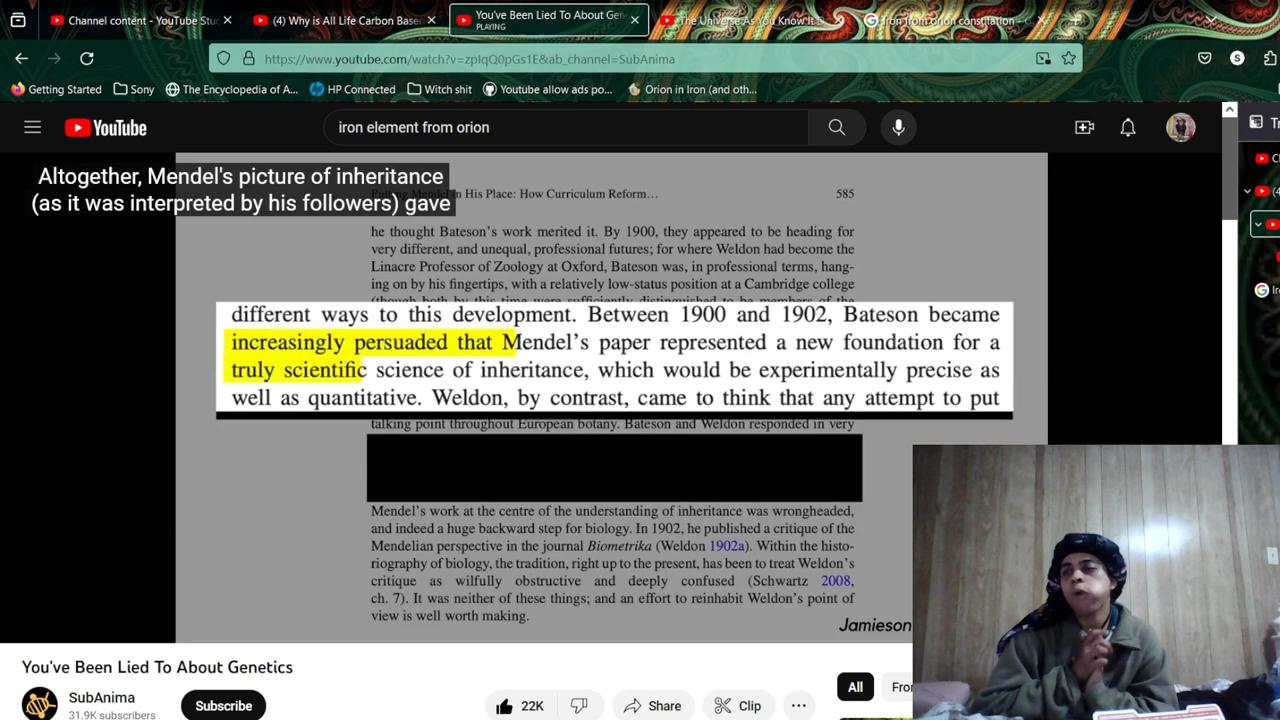 Channel content - YouTube Stu
(4) Why is All Life Carbon Base
You've Been Lied To About Gen
PLAYING
The Universe As You Know It D
iron from orion constilation - G
https://www.youtube.com/watch?v=zpIqQ0pGs1E&ab_channel=SubAnima
S
Getting Started
Sony
The Encyclopedia of A...
HP Connected
Witch shit
Youtube allow ads po...
Orion in Iron (and oth...
YouTube
iron element from orion
Altogether, Mendel's picture of inheritance
(as it was interpreted by his followers) gave
His Place: How Curriculum Reform…
585
he thought Bateson's work merited it. By 1900, they appeared to be heading for
very different, and unequal, professional futures; for where Weldon had become the
Linacre Professor of Zoology at Oxford, Bateson was, in professional terms, hang-
ing on by his fingertips, with a relatively low-status position at a Cambridge college
different ways to this development. Between 1900 and 1902, Bateson became
increasingly persuaded that Mendel's paper represented a new foundation for a
truly scientific science of inheritance, which would be experimentally precise as
well as quantitative. Weldon, by contrast, came to think that any attempt to put
talking point throughout European botany. Bateson and Weldon responded in very
Mendel's work at the centre of the understanding of inheritance was wrongheaded,
and indeed a huge backward step for biology. In 1902, he published a critique of the
Mendelian perspective in the journal Biometrika (Weldon 1902a). Within the histo-
riography of biology, the tradition, right up to the present, has been to treat Weldon's
critique as wilfully obstructive and deeply confused (Schwartz 2008,
ch. 7). It was neither of these things; and an effort to reinhabit Weldon's point of
view is well worth making.
Jamieson
You've Been Lied To About Genetics
SubAnima
31.9K subscribers
Subscribe
22K
Share
Clip
All
Fro